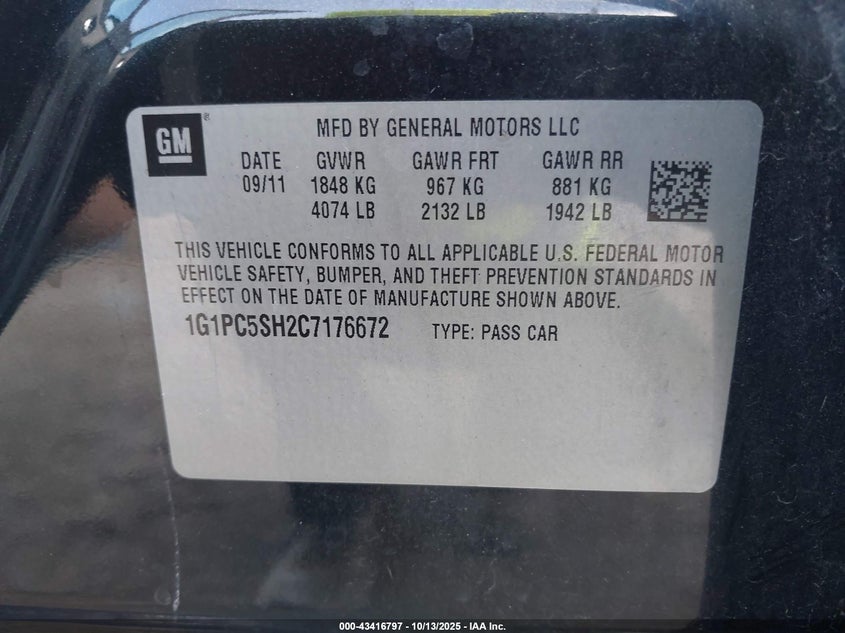 GM
®
MFD BY GENERAL MOTORS LLC
DATE GVWR GAWR FRT GAWR RR
09/11 1848 KG 967 KG 881 KG
4074 LB 2132 LB 1942 LB
THIS VEHICLE CONFORMS TO ALL APPLICABLE U.S. FEDERAL MOTOR
VEHICLE SAFETY, BUMPER, AND THEFT PREVENTION STANDARDS IN
EFFECT ON THE DATE OF MANUFACTURE SHOWN ABOVE.
1G1PC5SH2C7176672 TYPE: PASS CAR
000-43416797 - 10/13/2025 - IAA Inc.